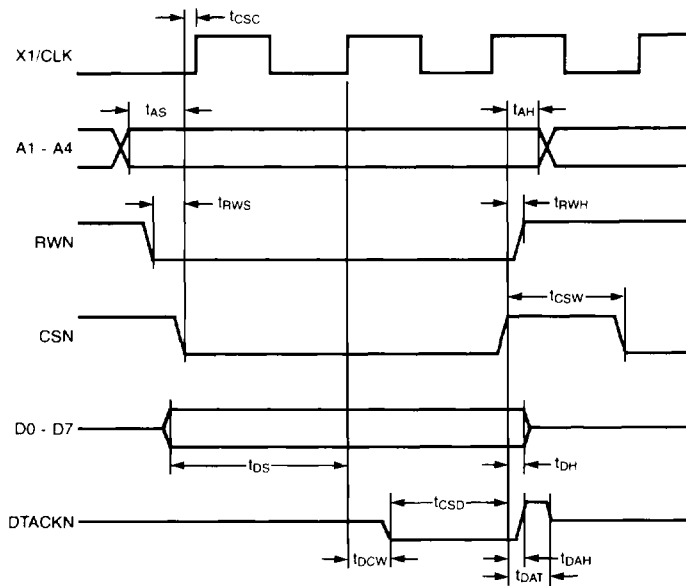 tCSC
X1/CLK
tAS
tAH
A1 - A4
tRWS
tRWH
RWN
tCSW
CSN
D0 - D7
tDS
tDH
tCSD
DTACKN
tDCW
tDAH
tDAT